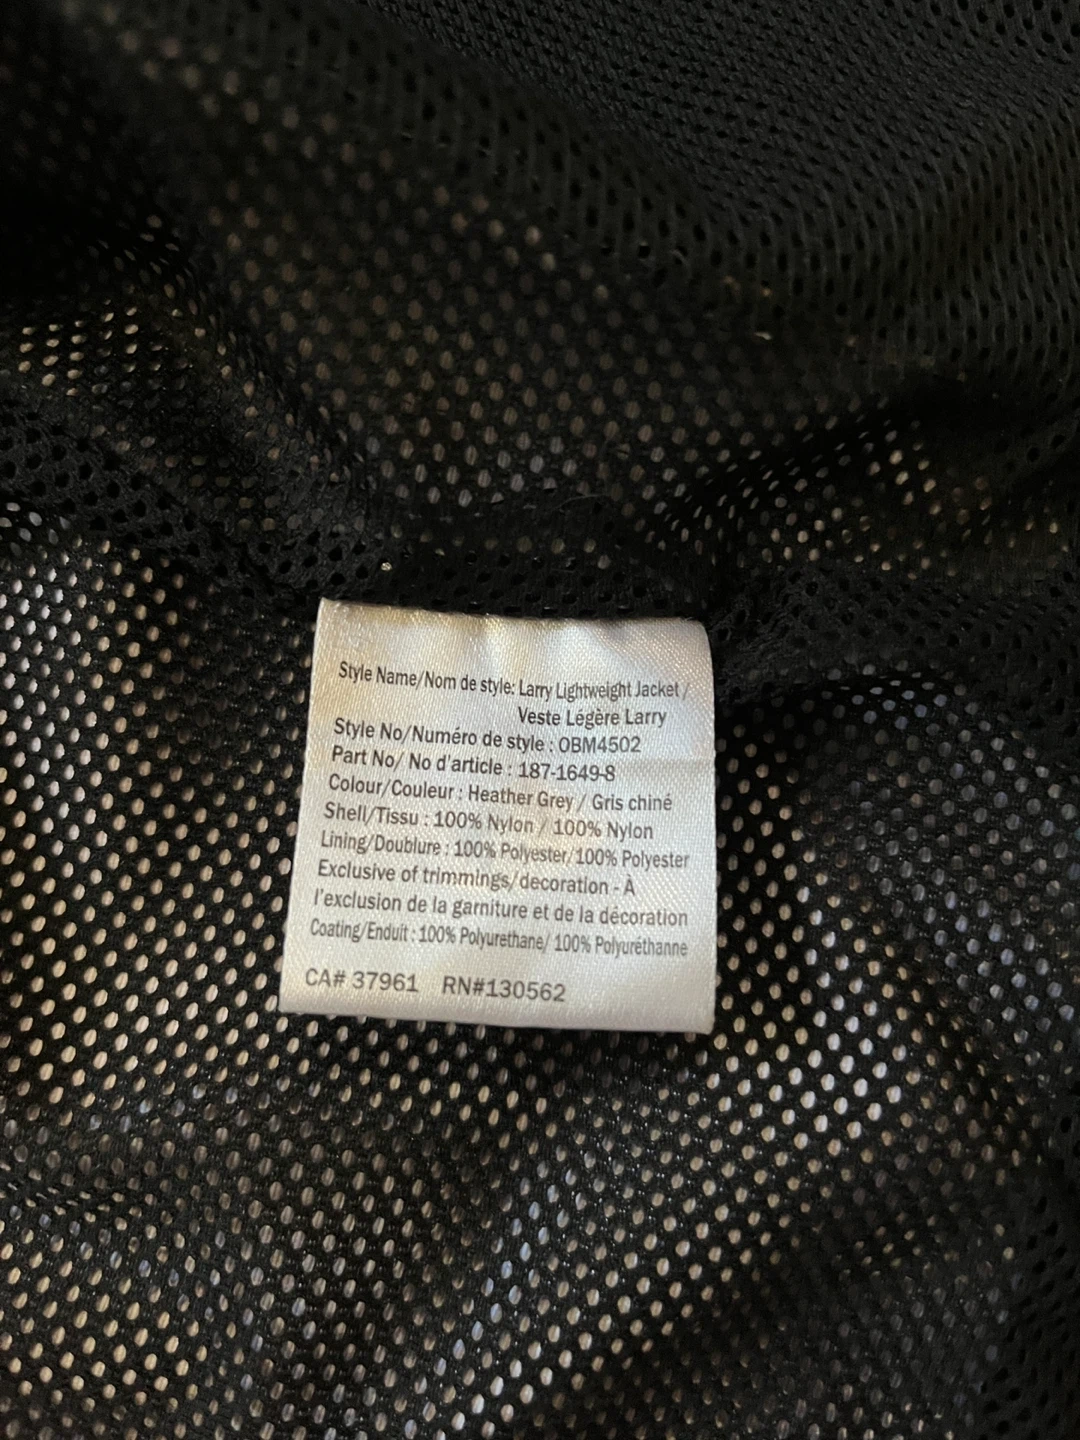 Style Name/Nom de style: Larry Lightweight Jacket /
Veste Légère Larry
Style No/Numéro de style : OBM4502
Part No/ No d'article : 187-1649-8
Colour/Couleur : Heather Grey / Gris chiné
Shell/Tissu : 100% Nylon / 100% Nylon
Lining/Doublure : 100% Polyester/100% Polyester
Exclusive of trimmings/decoration - À
l'exclusion de la garniture et de la décoration
Coating/Enduit : 100% Polyurethane/ 100% Polyuréthanne
CA# 37961 RN#130562